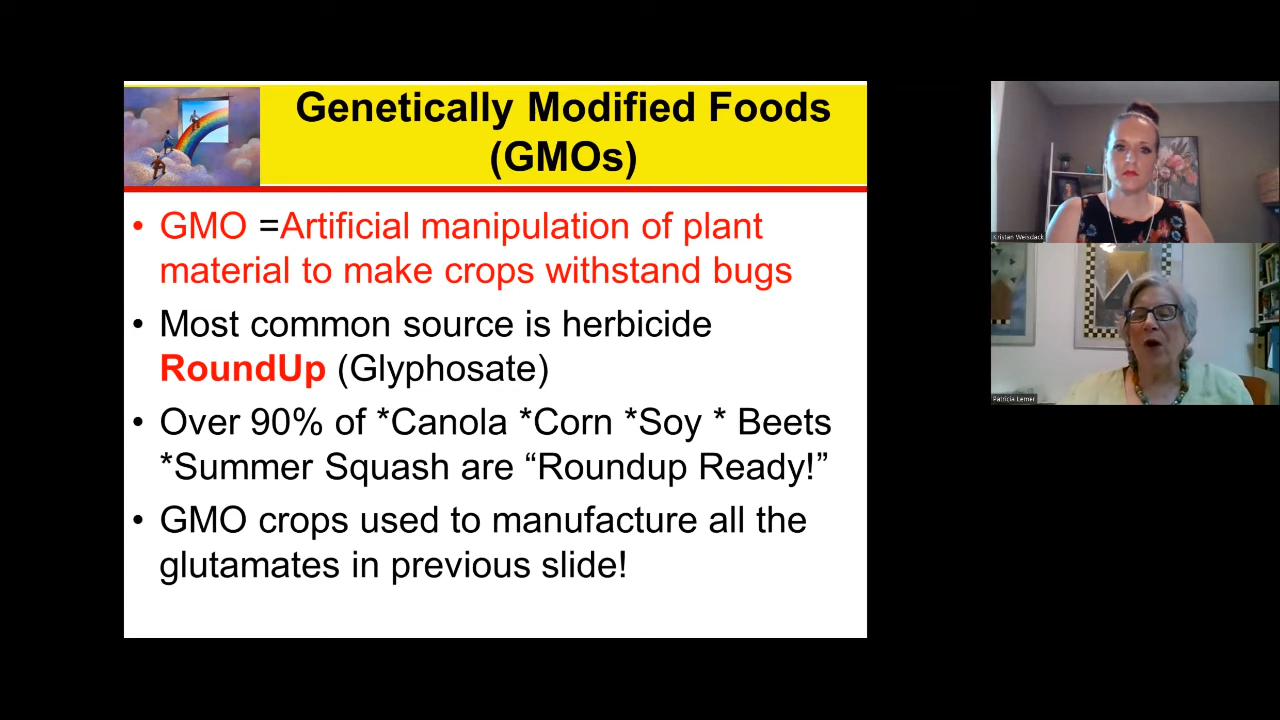 Genetically Modified Foods
(GMOs)
• GMO =Artificial manipulation of plant
material to make crops withstand bugs
• Most common source is herbicide
RoundUp (Glyphosate)
• Over 90% of *Canola *Corn *Soy * Beets
*Summer Squash are “Roundup Ready!”
• GMO crops used to manufacture all the
glutamates in previous slide!
Kristan Weisdack
Patricia Lemer